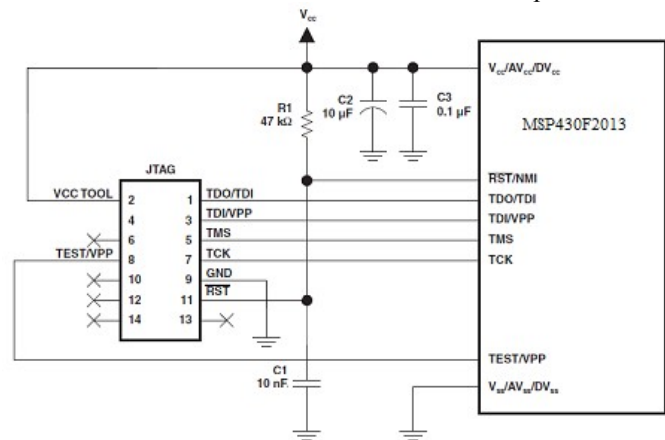 Vcc
Vcc/AVcc/DVcc
R1
47 kΩ
C2
10 µF
C3
0.1 µF
MSP430F2013
JTAG
RST/NMI
VCC TOOL
2
1
TDO/TDI
TDO/TDI
4
3
TDI/VPP
TDI/VPP
6
5
TMS
TMS
TEST/VPP
8
7
TCK
TCK
10
9
GND
12
11
RST
14
13
TEST/VPP
C1
10 nF.
Vss/AVss/DVss